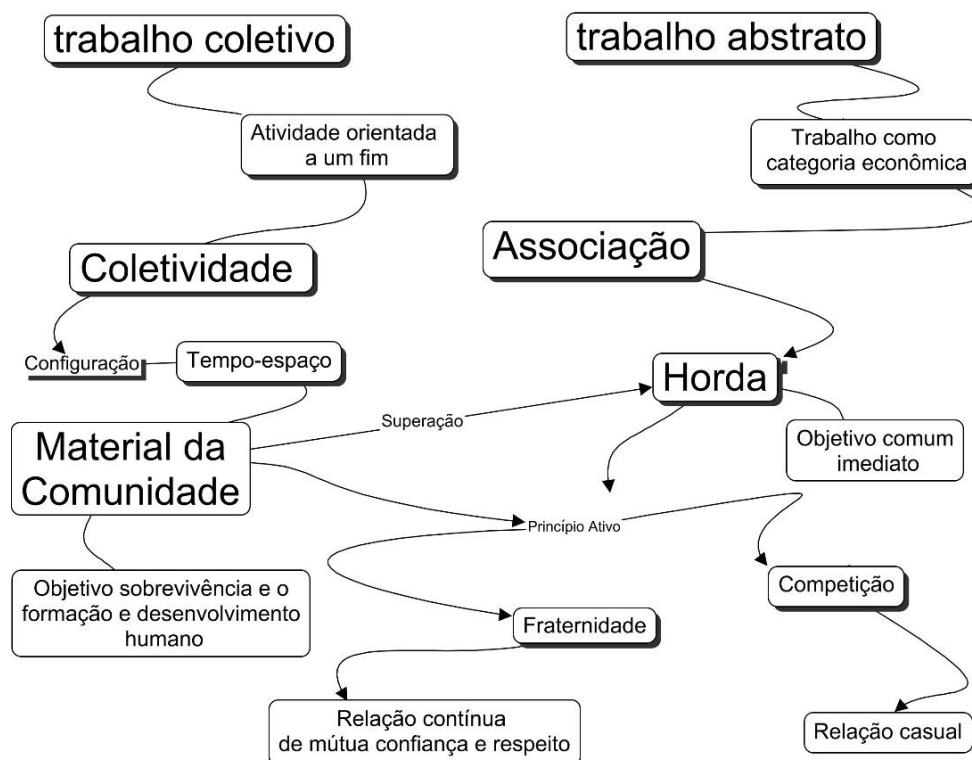 trabalho coletivo
trabalho abstrato
Atividade orientada
a um fim
Trabalho como
categoria econômica
Coletividade
Associação
Configuração
Tempo-espaço
Horda
Superação
Material da
Comunidade
Objetivo comum
imediato
Princípio Ativo
Objetivo sobrevivência e o
formação e desenvolvimento
humano
Competição
Fraternidade
Relação contínua
de mútua confiança e respeito
Relação casual